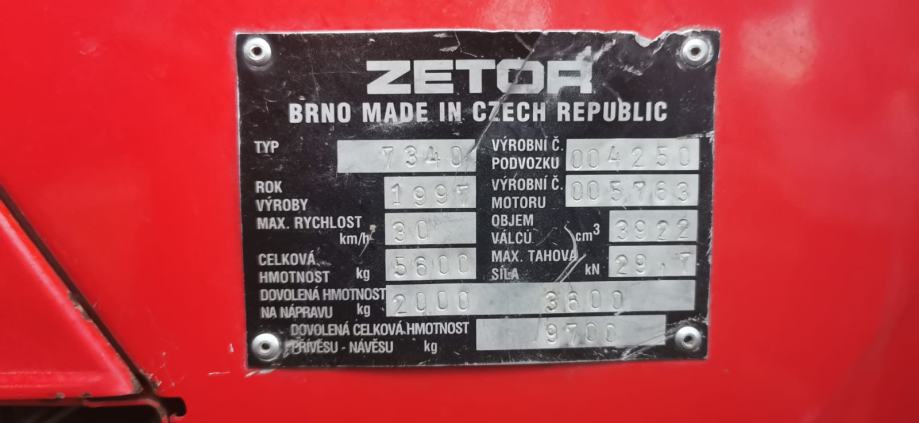 ZETOR
BRNO MADE IN CZECH REPUBLIC
TYP 7340
VÝROBNÍ Č. PODVOZKU 004250
ROK VÝROBY 1997
VÝROBNÍ Č. MOTORU 005763
MAX. RYCHLOST km/h 30
OBJEM VÁLCŮ cm³ 3922
CELKOVÁ HMOTNOST kg 5600
MAX. TAHOVÁ SÍLA kN 29,7
DOVOLENÁ HMOTNOST NA NÁPRAVU kg 2000 3600
DOVOLENÁ CELKOVÁ HMOTNOST PŘÍVĚSU - NÁVĚSU kg 9700